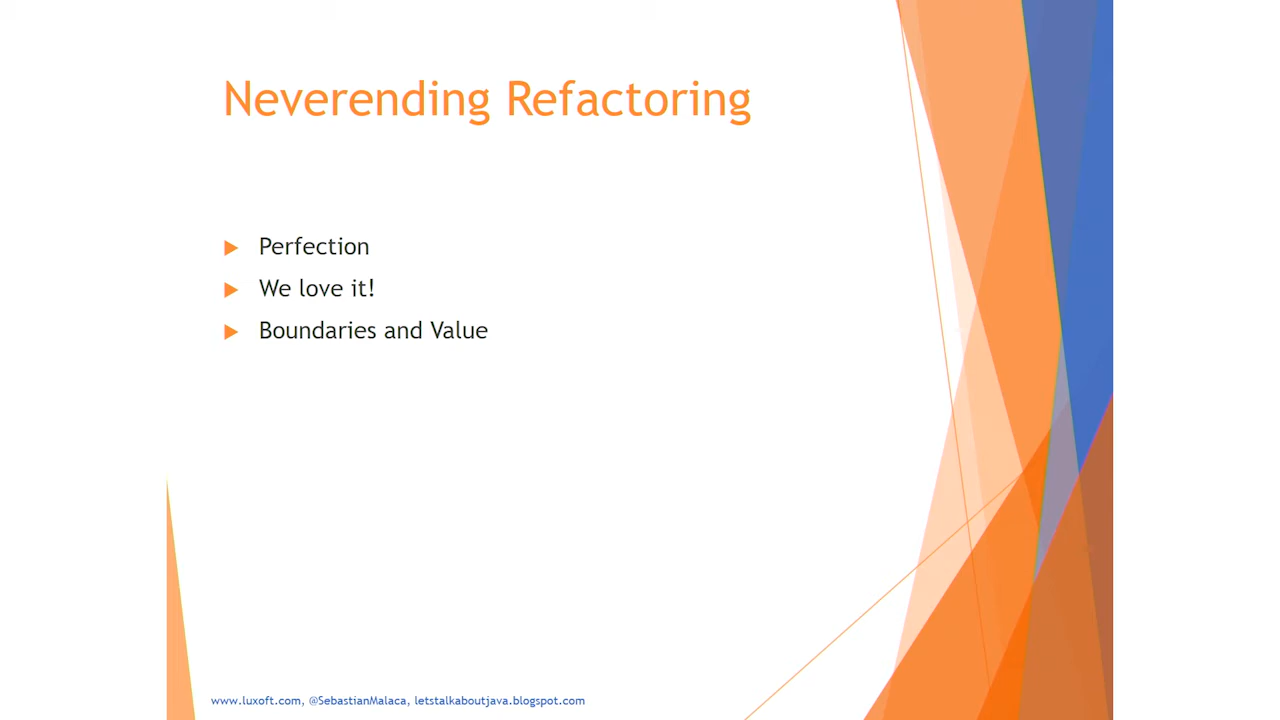 Neverending Refactoring
Perfection
We love it!
Boundaries and Value
www.luxoft.com, @SebastianMalaca, letstalkaboutjava.blogspot.com